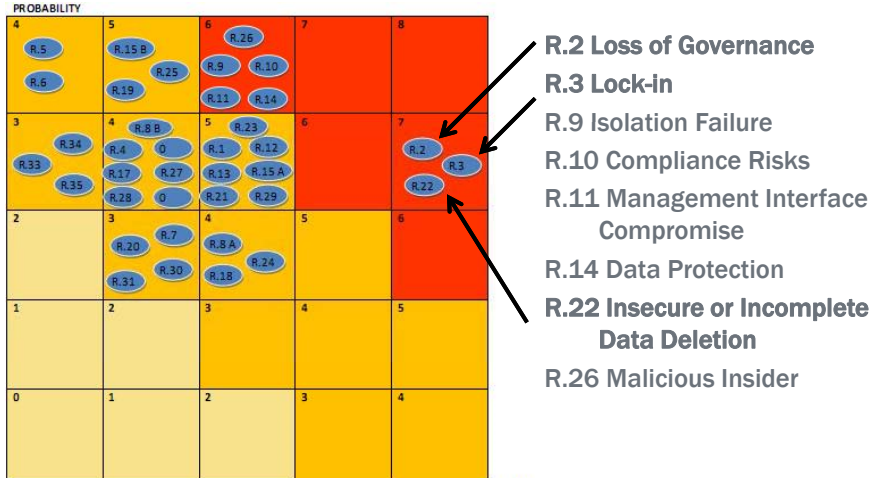 PROBABILITY
4 5 6 7 8
R.5 R.15 B R.26
R.25 R.9 R.10
R.6 R.19 R.11 R.14
3 4 5 6 7
R.8 B R.23
R.34 R.4 0 R.1 R.12 R.2
R.33 R.17 R.27 R.13 R.15 A R.3
R.35 R.28 0 R.21 R.29 R.22
2 3 4 5 6
R.7 R.8 A
R.20 R.24
R.31 R.30 R.18
1 2 3 4 5
0 1 2 3 4
R.2 Loss of Governance
R.3 Lock-in
R.9 Isolation Failure
R.10 Compliance Risks
R.11 Management Interface
Compromise
R.14 Data Protection
R.22 Insecure or Incomplete
Data Deletion
R.26 Malicious Insider